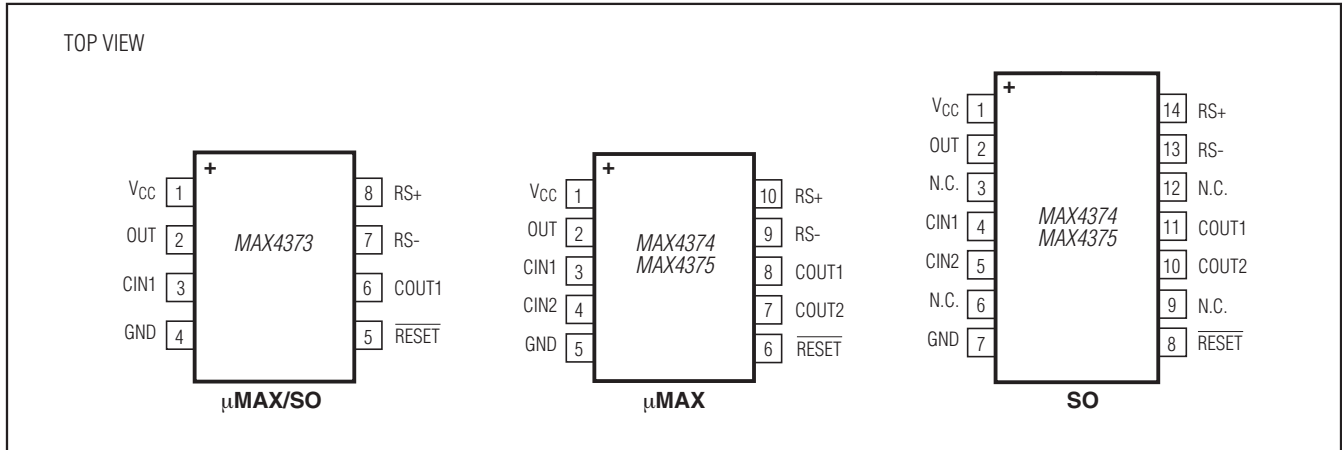 TOP VIEW
+
VCC 1
OUT 2
CIN1 3
GND 4
8 RS+
7 RS-
6 COUT1
5 RESET
MAX4373
µMAX/SO
+
VCC 1
OUT 2
CIN1 3
CIN2 4
GND 5
10 RS+
9 RS-
8 COUT1
7 COUT2
6 RESET
MAX4374
MAX4375
µMAX
+
VCC 1
OUT 2
N.C. 3
CIN1 4
CIN2 5
N.C. 6
GND 7
14 RS+
13 RS-
12 N.C.
11 COUT1
10 COUT2
9 N.C.
8 RESET
MAX4374
MAX4375
SO